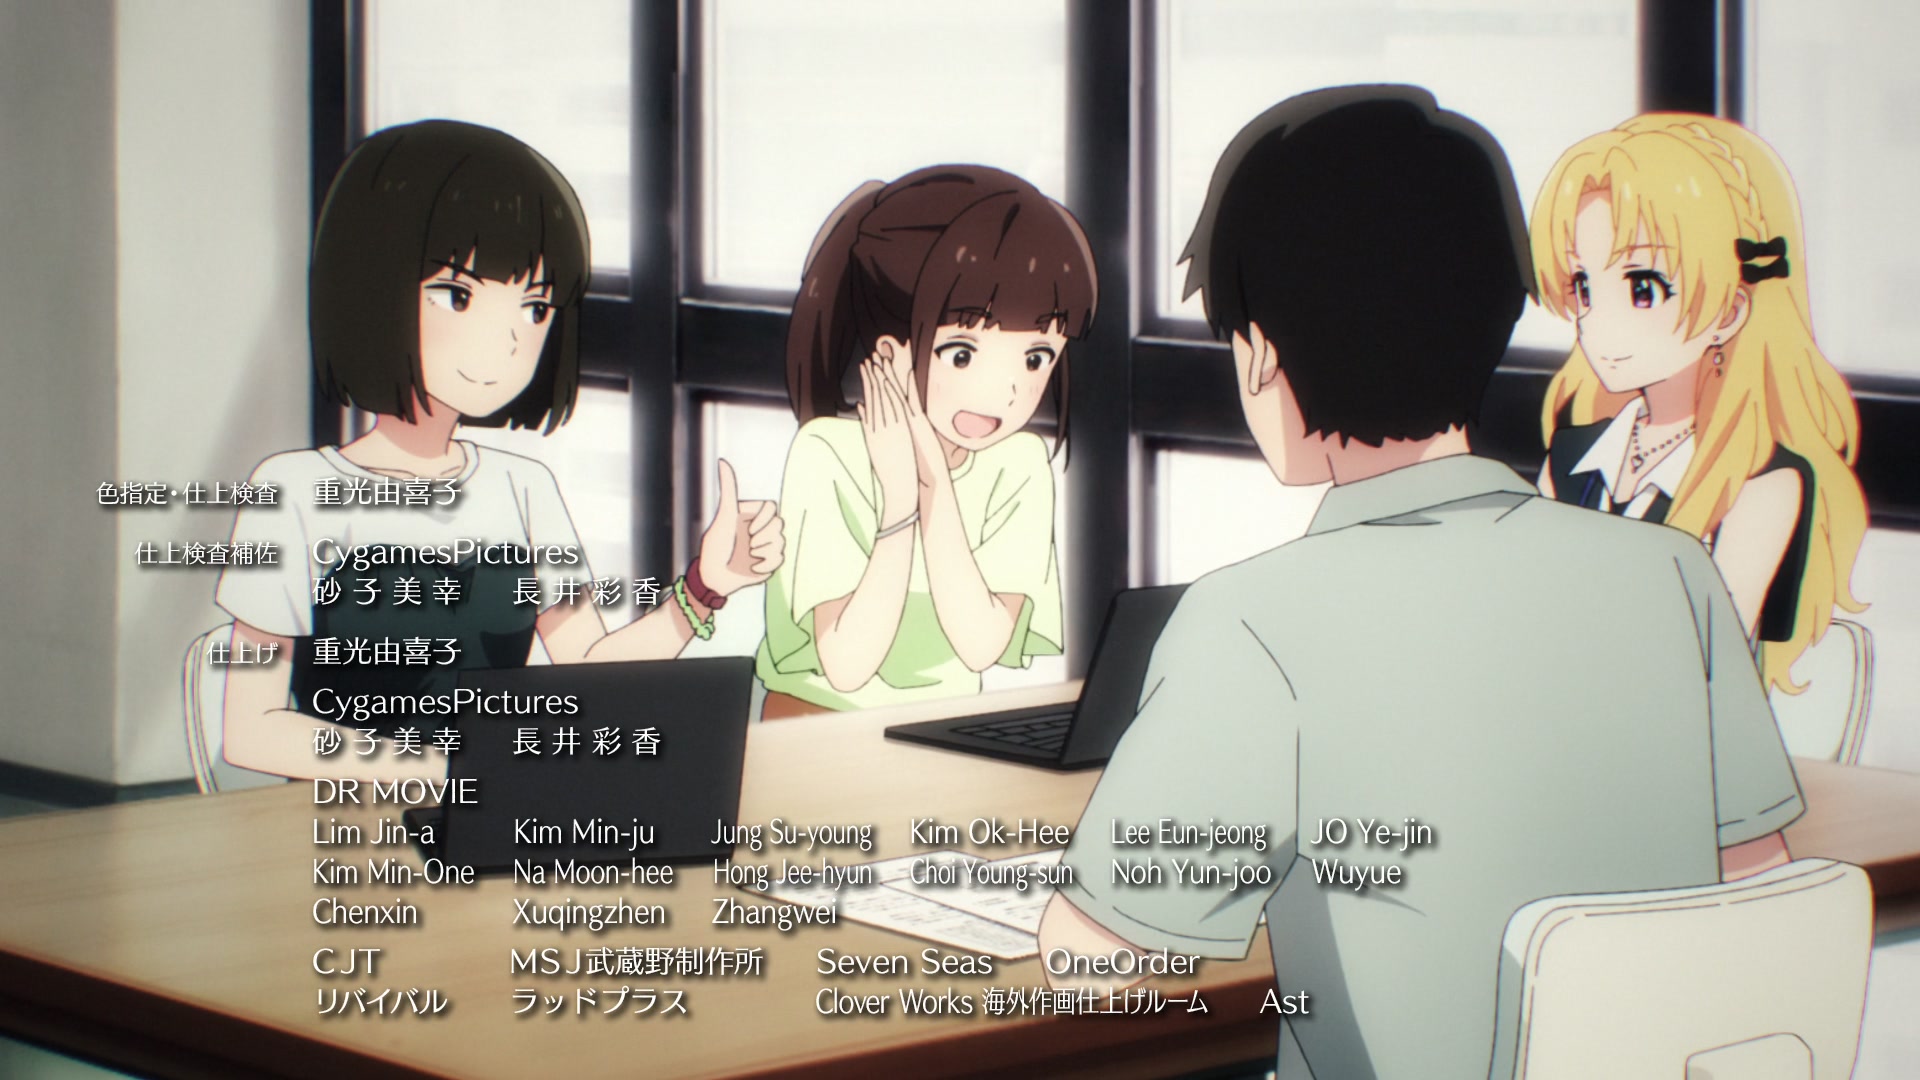 色指定・仕上検査 重光由喜子
仕上検査補佐 CygamesPictures
砂子美幸 長井彩香
仕上げ 重光由喜子
CygamesPictures
砂子美幸 長井彩香
DR MOVIE
Lim Jin-a Kim Min-ju Jung Su-young Kim Ok-Hee Lee Eun-jeong JO Ye-jin
Kim Min-One Na Moon-hee Hong Jee-hyun Choi Young-sun Noh Yun-joo Wuyue
Chenxin Xuqingzhen Zhangwei
CJT MSJ武蔵野制作所 Seven Seas OneOrder
リバイバル ラッドプラス Clover Works 海外作画仕上げルーム Ast